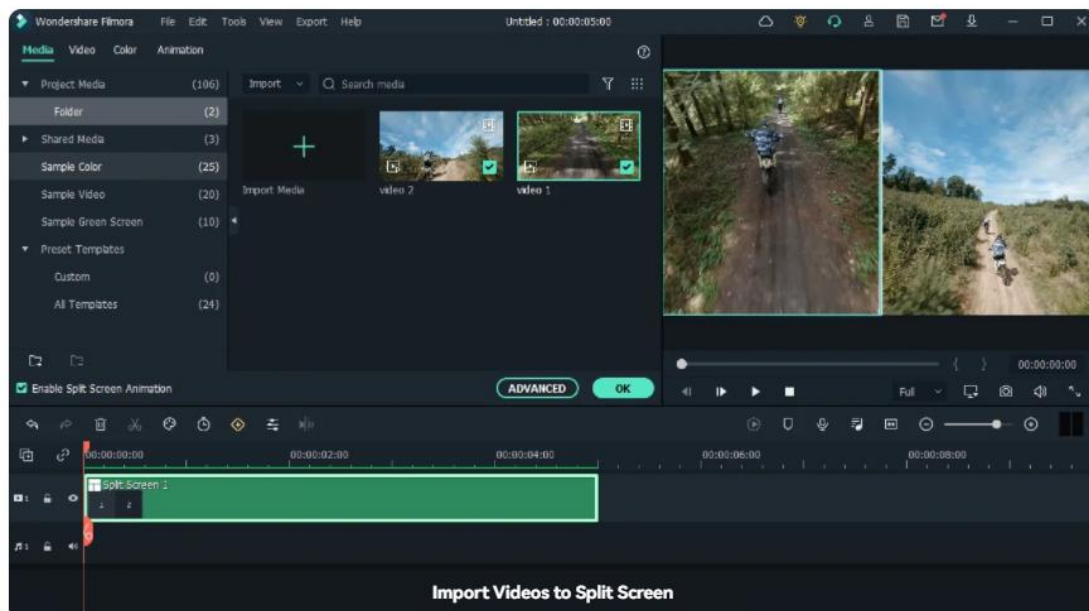 Wondershare Filmora File Edit Tools View Export Help Untitled : 00:00:05:00
Media Video Color Animation
Project Media (106)
Folder (2)
Shared Media (3)
Sample Color (25)
Sample Video (20)
Sample Green Screen (10)
Preset Templates
Custom (0)
All Templates (24)
Import Search media
Import Media video 2 video 1
Enable Split Screen Animation ADVANCED OK
00:00:00:00
Full
00:00:00:00 00:00:02:00 00:00:04:00 00:00:06:00 00:00:08:00
Split Screen 1
1 2
1
1
Import Videos to Split Screen